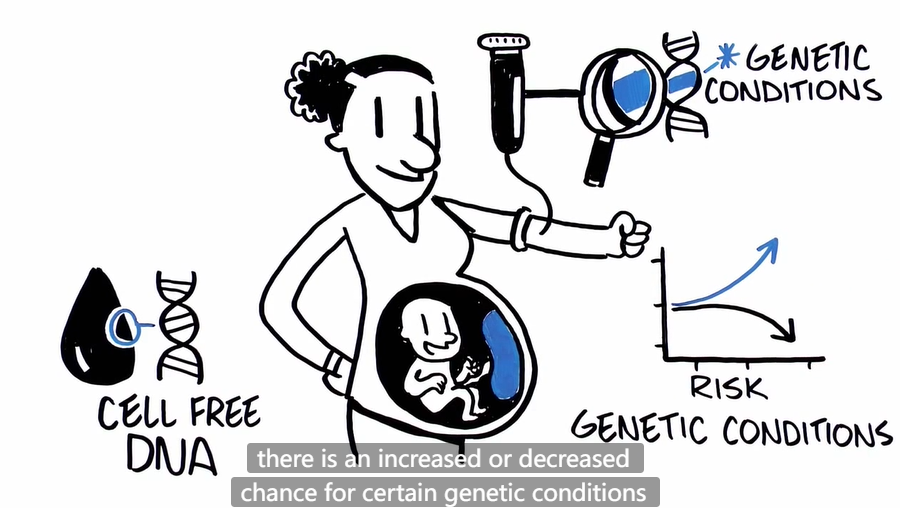 * GENETIC
CONDITIONS
CELL FREE
DNA
RISK
GENETIC CONDITIONS
there is an increased or decreased
chance for certain genetic conditions